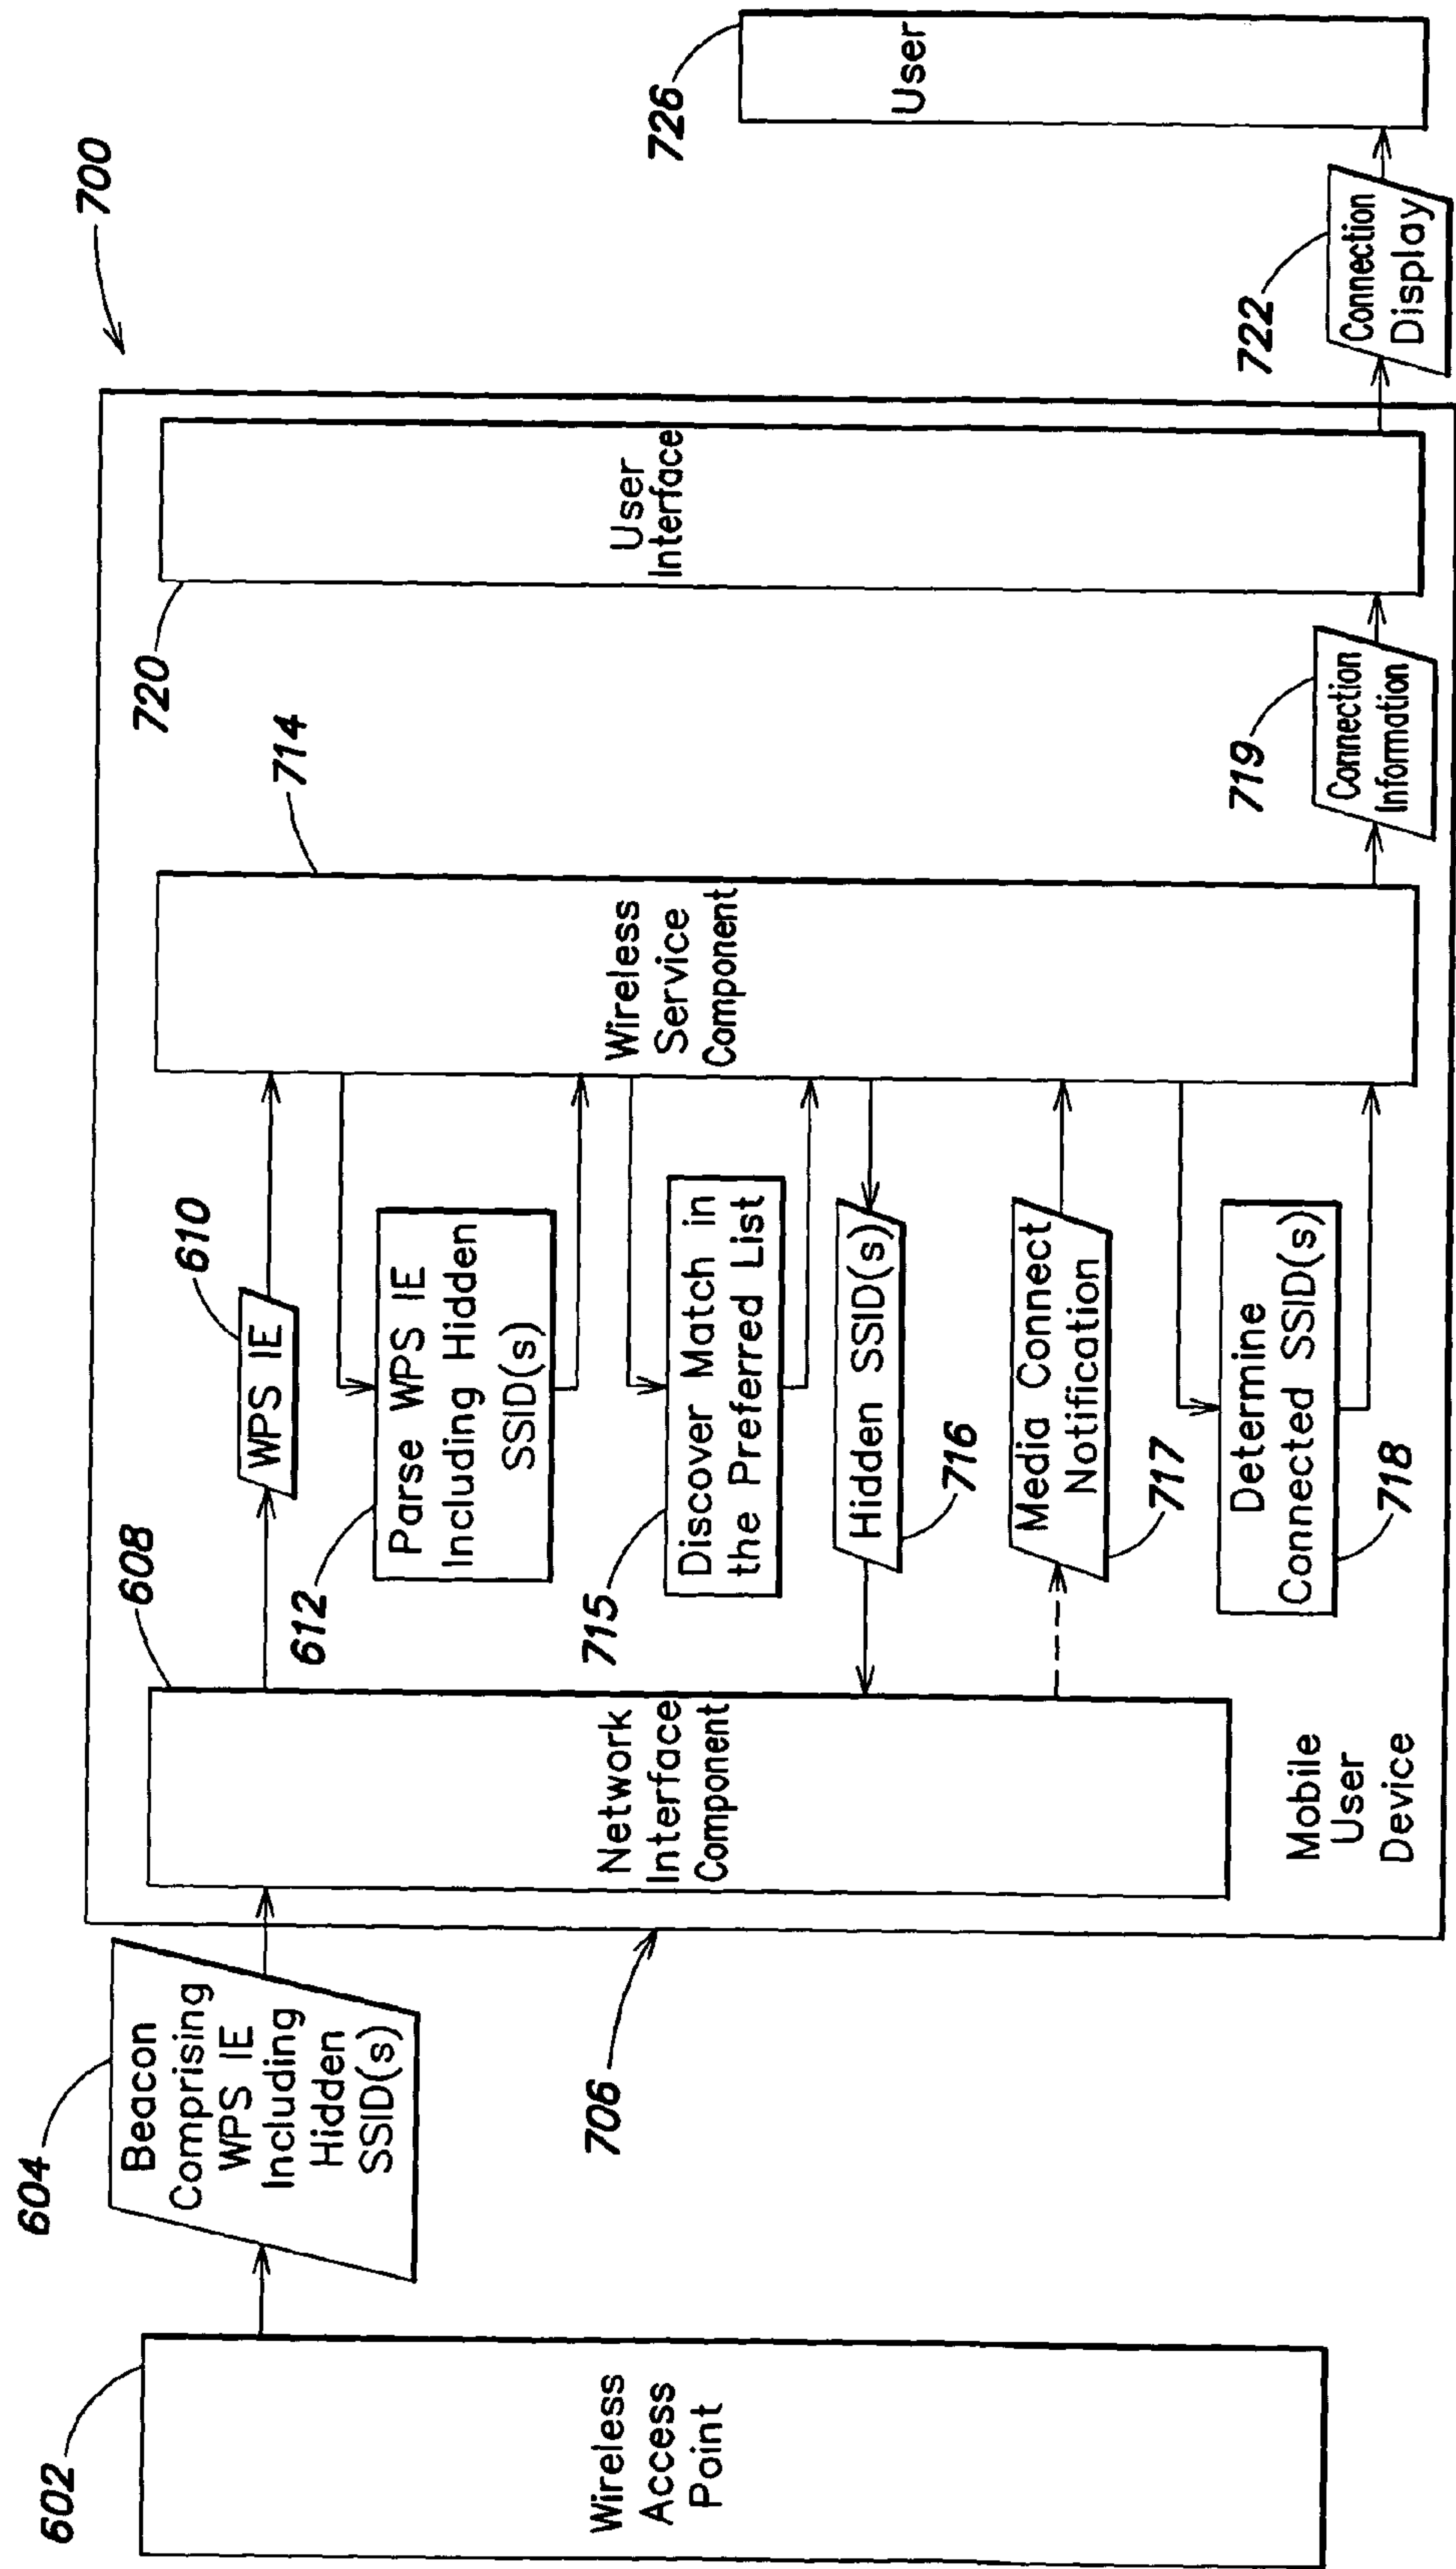 700
602
Wireless
Access
Point
604
Beacon
Comprising
WPS IE
Including
Hidden
SSID(s)
706
Mobile
User
Device
608
Network
Interface
Component
610
WPS IE
612
Parse WPS IE
Including Hidden
SSID(s)
715
Discover Match in
the Preferred List
Hidden SSID(s)
716
Media Connect
Notification
717
Determine
Connected SSID(s)
718
714
Wireless
Service
Component
719
Connection
Information
720
User
Interface
722
Connection
Display
726
User